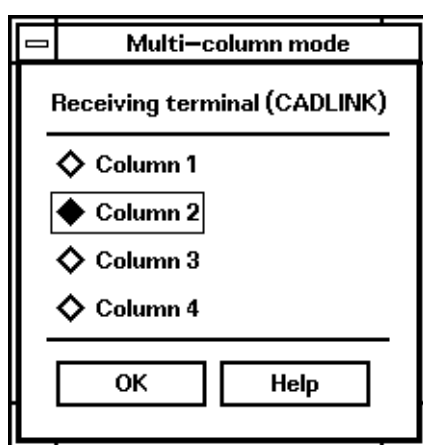 Multi-column mode
Receiving terminal (CADLINK)
Column 1
Column 2
Column 3
Column 4
OK
Help